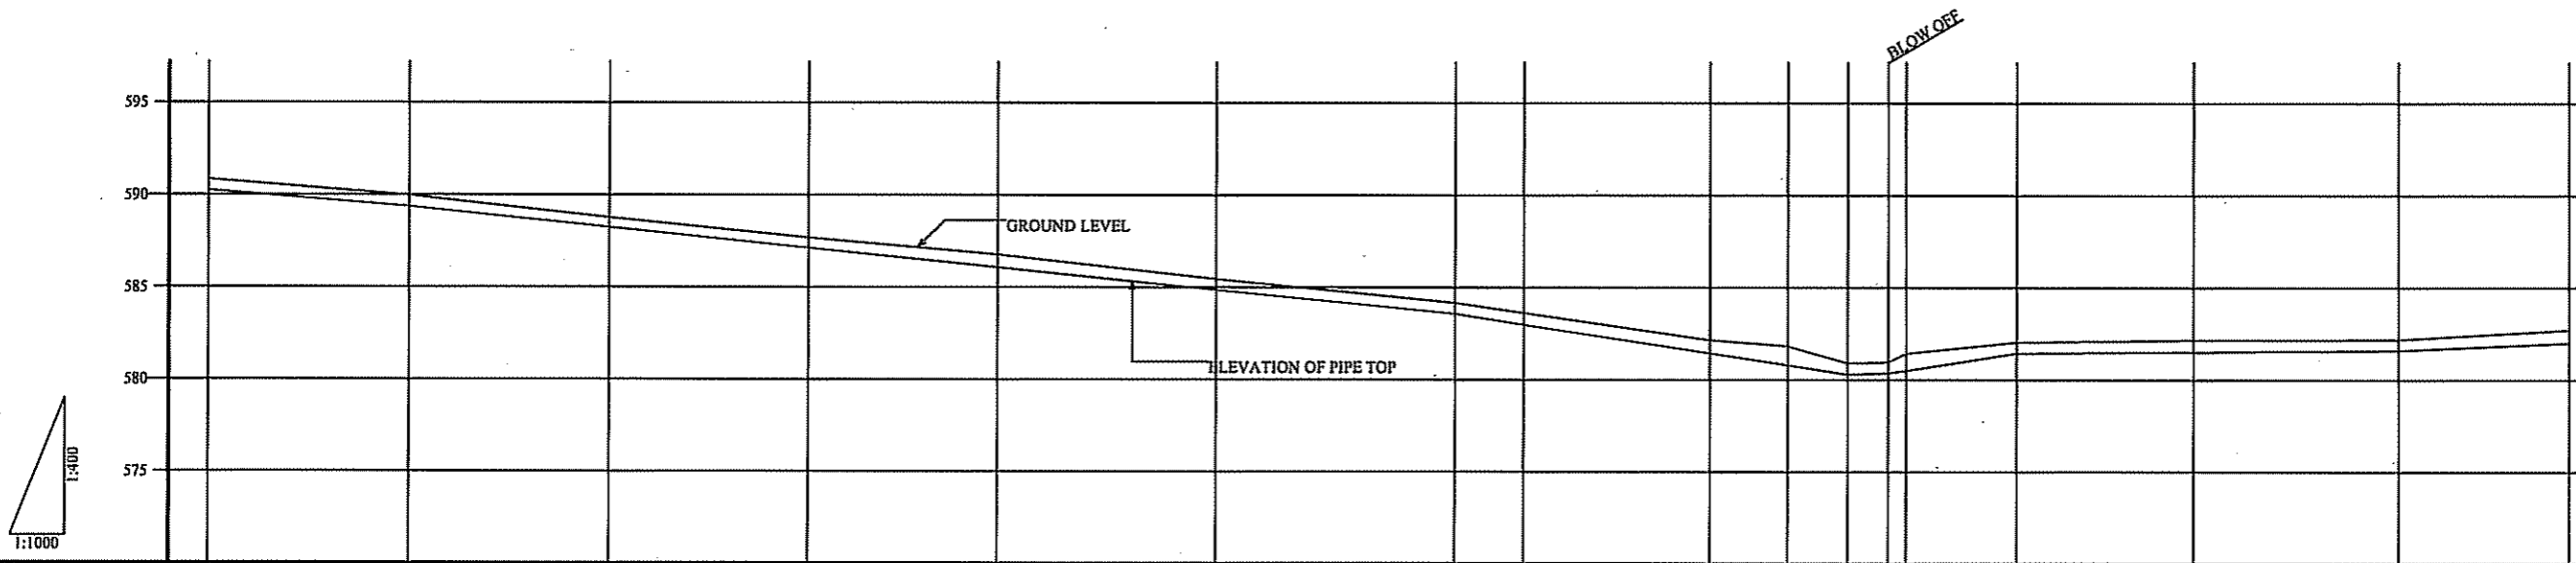 BLOW OFF
595
590
GROUND LEVEL
585
ELEVATION OF PIPE TOP
580
575
1:400
1:1000